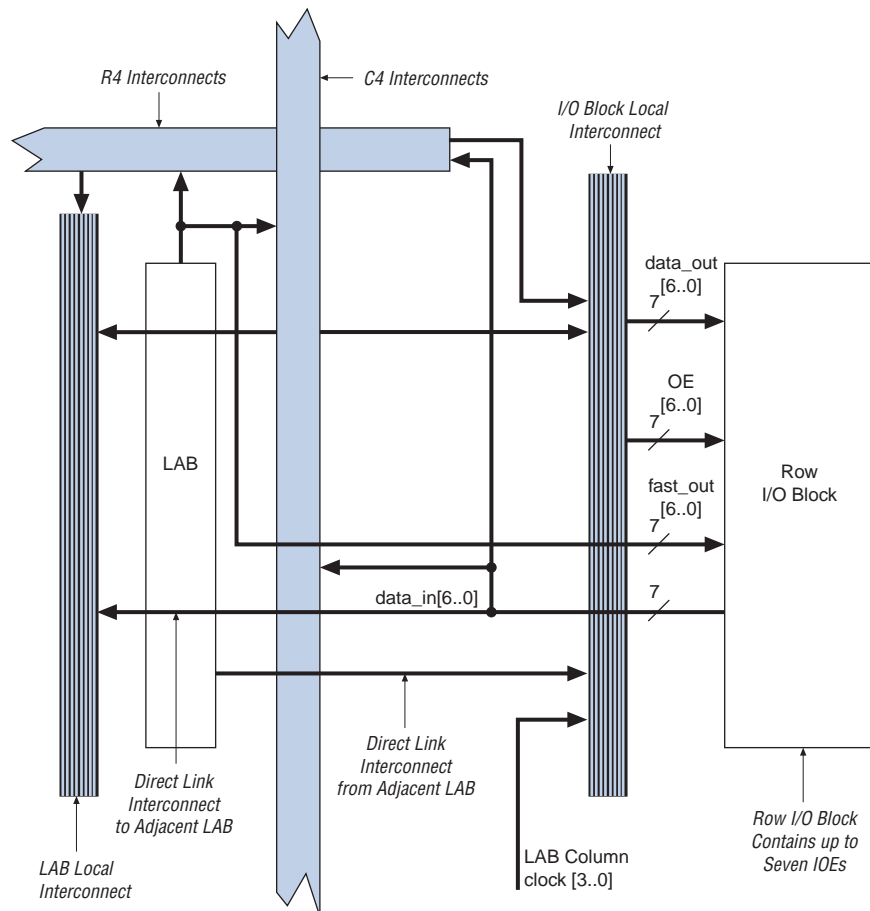 R4 Interconnects
C4 Interconnects
I/O Block Local
Interconnect
data_out
[6..0]
7
OE
[6..0]
7
LAB
Row
I/O Block
fast_out
[6..0]
7
data_in[6..0]
7
Direct Link
Interconnect
to Adjacent LAB
Direct Link
Interconnect
from Adjacent LAB
Row I/O Block
Contains up to
Seven IOEs
LAB Local
Interconnect
LAB Column
clock [3..0]